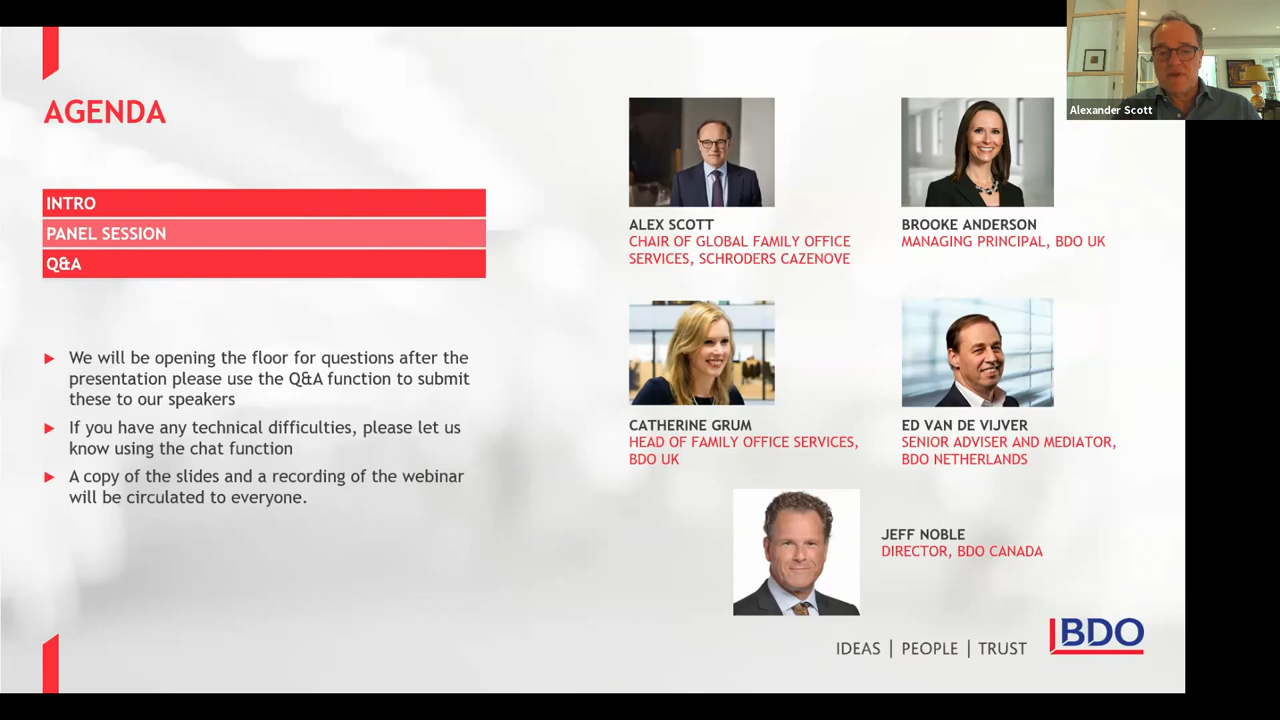 AGENDA
INTRO
PANEL SESSION
Q&A
We will be opening the floor for questions after the
presentation please use the Q&A function to submit
these to our speakers
If you have any technical difficulties, please let us
know using the chat function
A copy of the slides and a recording of the webinar
will be circulated to everyone.
Alexander Scott
ALEX SCOTT
CHAIR OF GLOBAL FAMILY OFFICE
SERVICES, SCHRODERS CAZENOVE
BROOKE ANDERSON
MANAGING PRINCIPAL, BDO UK
CATHERINE GRUM
HEAD OF FAMILY OFFICE SERVICES,
BDO UK
ED VAN DE VIJVER
SENIOR ADVISER AND MEDIATOR,
BDO NETHERLANDS
JEFF NOBLE
DIRECTOR, BDO CANADA
IDEAS | PEOPLE | TRUST
BDO